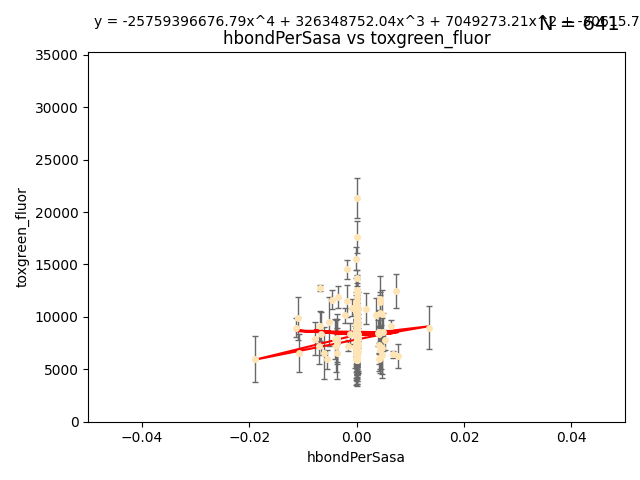 y = -25759396676.79x^4 + 326348752.04x^3 + 7049273.21x^2 +
N = 641
hbondPerSasa vs toxgreen_fluor
35000
30000
25000
20000
15000
10000
5000
0
toxgreen_fluor
-0.04 -0.02 0.00 0.02 0.04
hbondPerSasa